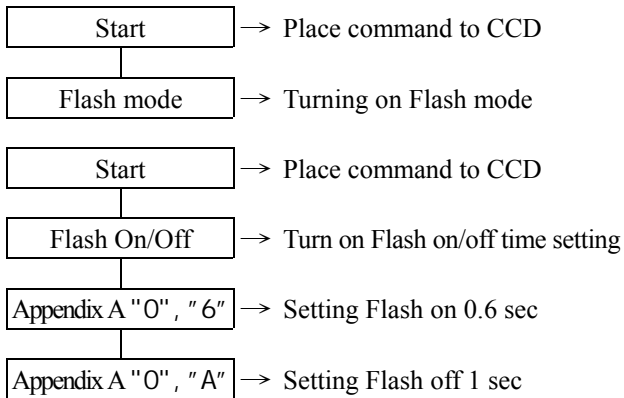 Start → Place command to CCD
Flash mode → Turning on Flash mode
Start → Place command to CCD
Flash On/Off → Turn on Flash on/off time setting
Appendix A "0", "6" → Setting Flash on 0.6 sec
Appendix A "0", "A" → Setting Flash off 1 sec